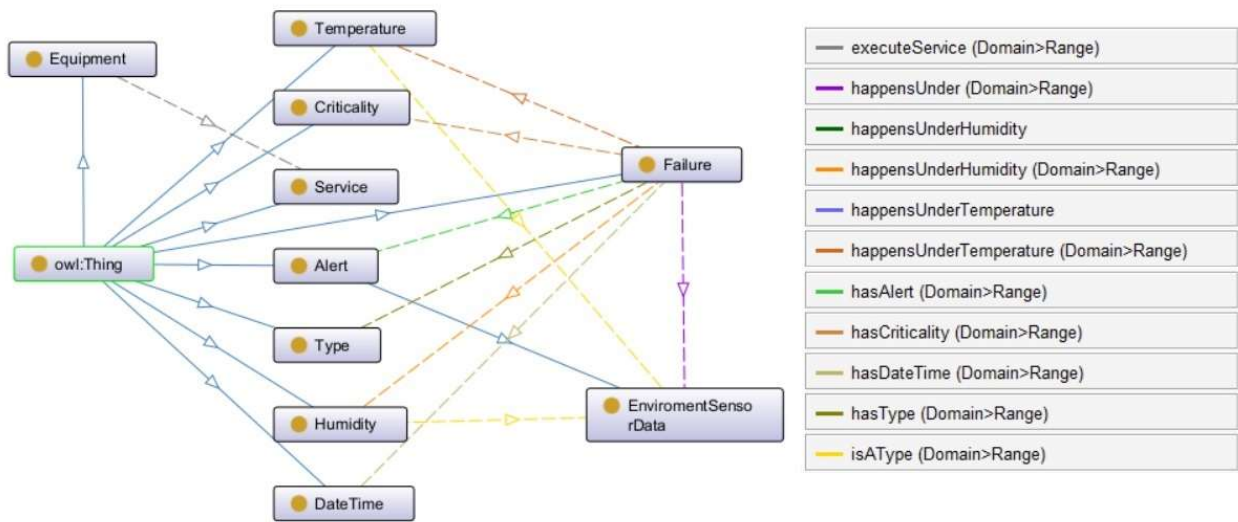 Equipment
Temperature
Criticality
Service
Failure
owl:Thing
Alert
Type
EnviromentSenso
rData
Humidity
DateTime
executeService (Domain>Range)
happensUnder (Domain>Range)
happensUnderHumidity
happensUnderHumidity (Domain>Range)
happensUnderTemperature
happensUnderTemperature (Domain>Range)
hasAlert (Domain>Range)
hasCriticality (Domain>Range)
hasDateTime (Domain>Range)
hasType (Domain>Range)
isAType (Domain>Range)